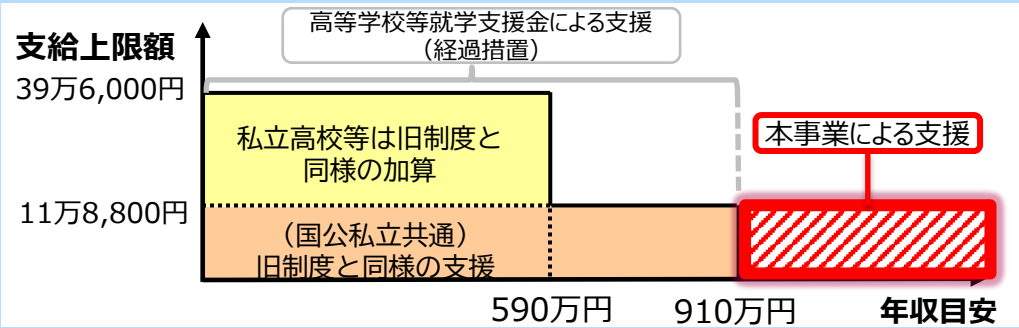 高等学校等就学支援金による支援
（経過措置）
支給上限額
39万6,000円
私立高校等は旧制度と
同様の加算
本事業による支援
11万8,800円
（国公私立共通）
旧制度と同様の支援
590万円
910万円
年収目安